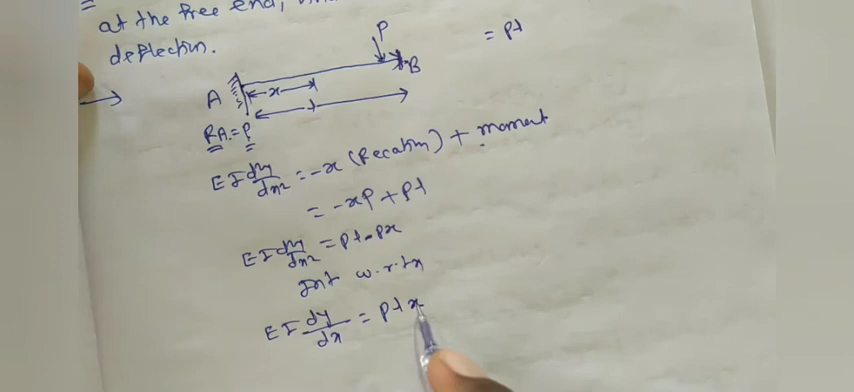 at the free end,
deflection.
P
= Pl
B
A
x
l
RA = P
EI d²y/dx² = -x (Reaction) + moment
= -xP + Pl
EI d²y/dx² = Pl - Px
Int w.r.t x
EI dy/dx = Plx